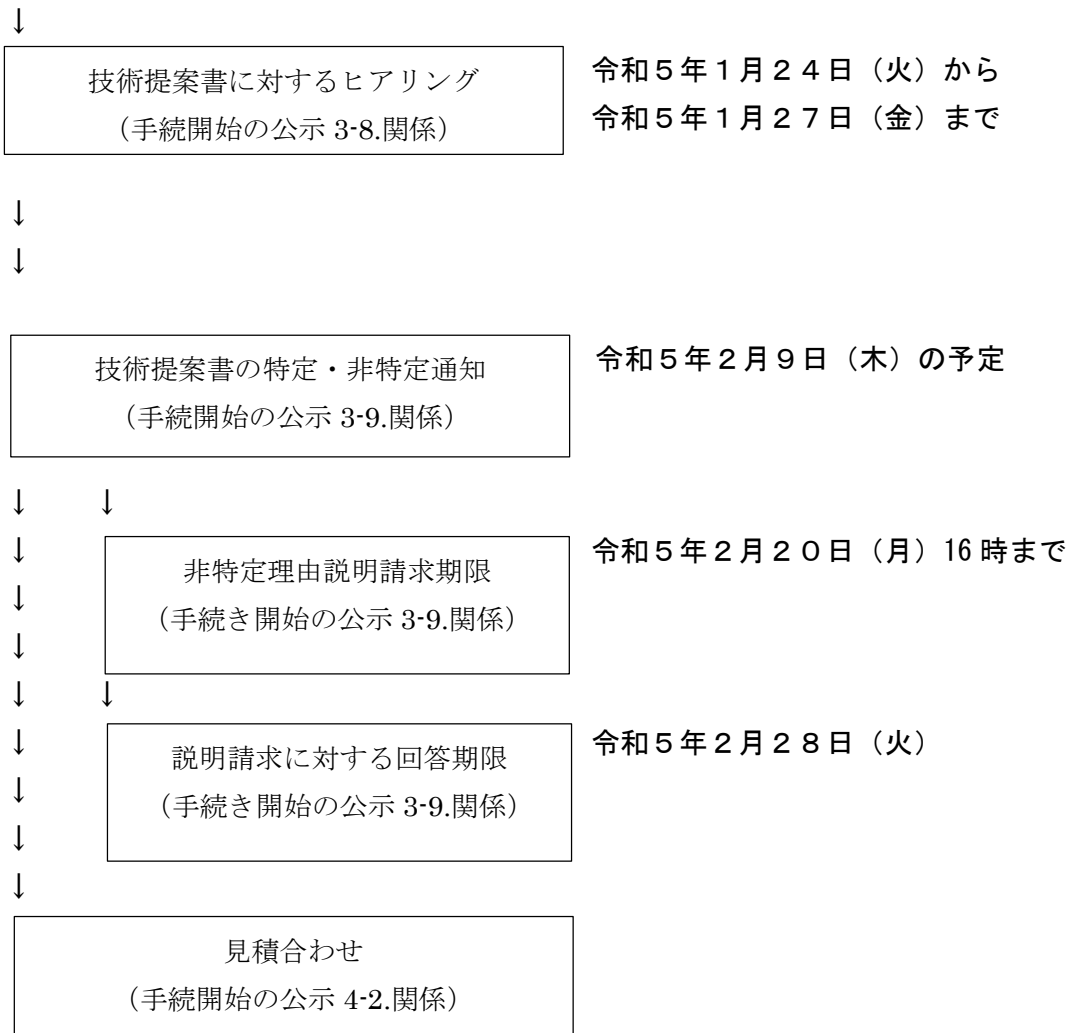 ↓
技術提案書に対するヒアリング
（手続開始の公示 3-8.関係）
令和５年１月２４日（火）から
令和５年１月２７日（金）まで
↓
↓
技術提案書の特定・非特定通知
（手続開始の公示 3-9.関係）
令和５年２月９日（木）の予定
↓ ↓
↓
↓
↓
非特定理由説明請求期限
（手続き開始の公示 3-9.関係）
令和５年２月２０日（月）16 時まで
↓ ↓
↓
↓
↓
説明請求に対する回答期限
（手続き開始の公示 3-9.関係）
令和５年２月２８日（火）
↓
見積合わせ
（手続開始の公示 4-2.関係）